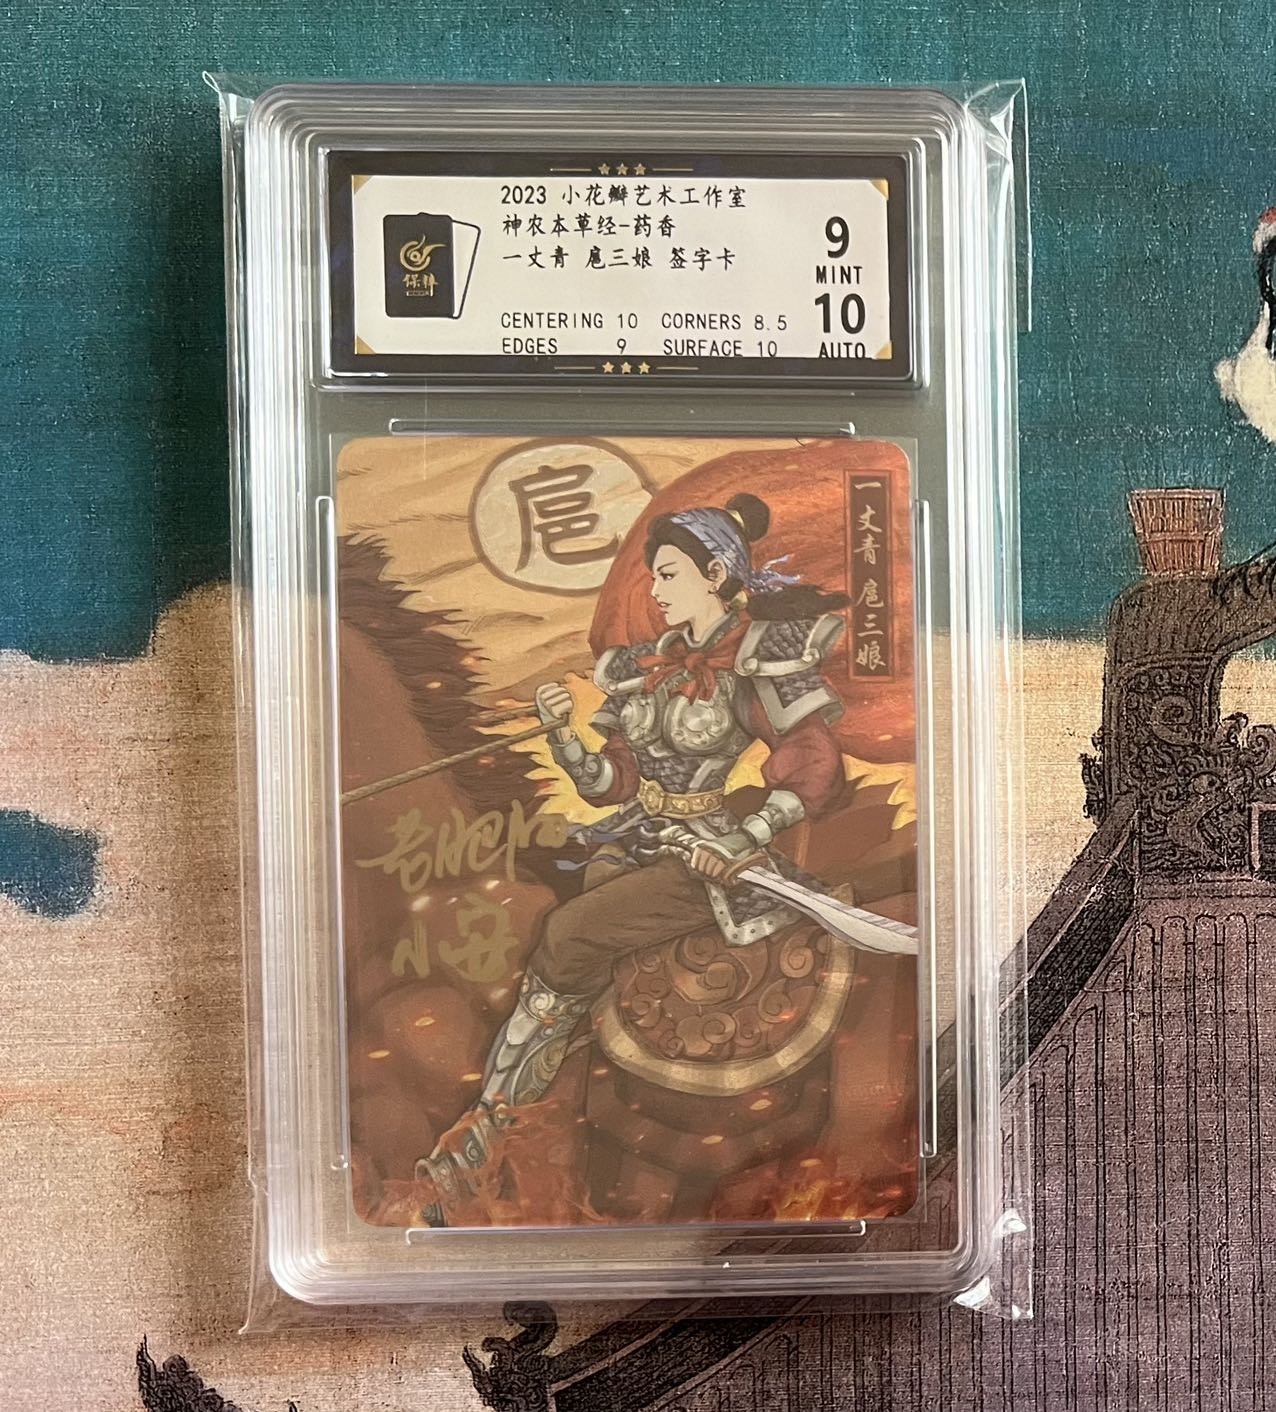 2023 小花瓣艺术工作室
神农本草经-药香
一丈青 扈三娘 签字卡
CENTERING 10 CORNERS 8.5
EDGES 9 SURFACE 10
9
MINT
10
AUTO
保粹
扈
一丈青 扈三娘